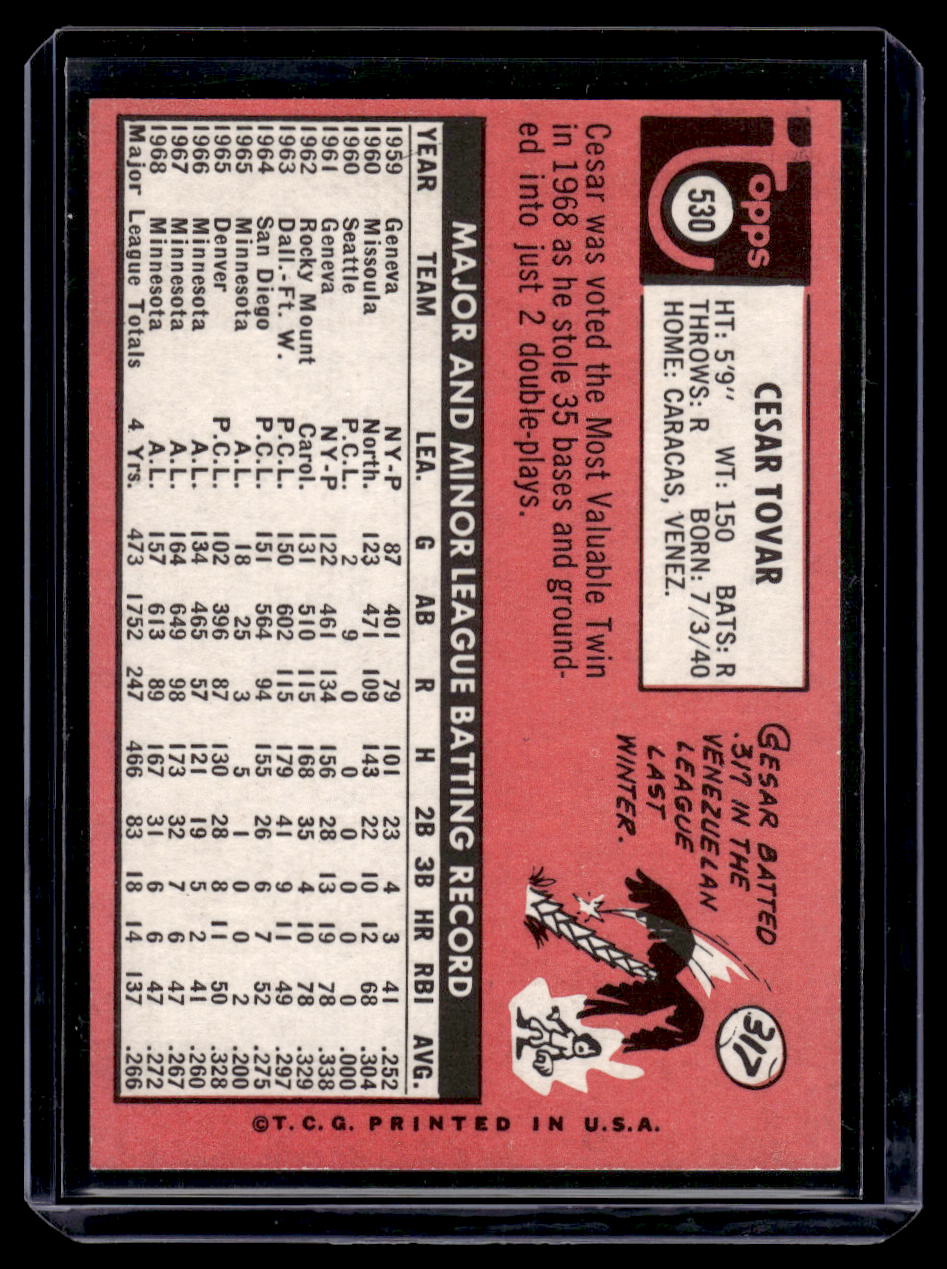 Topps
530
CESAR TOVAR
HT: 5'9" WT: 150 BATS: R
THROWS: R BORN: 7/3/40
HOME: CARACAS, VENEZ.
Cesar was voted the Most Valuable Twin
in 1968 as he stole 35 bases and ground-
ed into just 2 double-plays.
CESAR BATTED
.317 IN THE
VENEZUELAN
LEAGUE
LAST
WINTER.
317
MAJOR AND MINOR LEAGUE BATTING RECORD
YEAR TEAM LEA. G AB R H 2B 3B HR RBI AVG.
1959 Geneva NY-P 87 401 79 101 23 4 3 41 .252
1960 Missoula North. 123 471 109 143 22 10 12 68 .304
1960 Seattle P.C.L. 2 9 0 0 0 0 0 0 .000
1961 Geneva NY-P 122 461 134 156 28 13 19 78 .338
1962 Rocky Mount Carol. 131 510 115 168 35 4 10 78 .329
1963 Dall.-Ft. W. P.C.L. 150 602 115 179 41 9 11 49 .297
1964 San Diego P.C.L. 151 564 94 155 26 6 7 52 .275
1965 Minnesota A.L. 18 25 3 5 1 0 0 2 .200
1965 Denver P.C.L. 102 396 87 130 28 8 11 50 .328
1966 Minnesota A.L. 134 465 57 121 19 5 2 41 .260
1967 Minnesota A.L. 164 649 98 173 32 7 6 47 .267
1968 Minnesota A.L. 157 613 89 167 31 6 6 47 .272
Major League Totals 4 Yrs. 473 1752 247 466 83 18 14 137 .266
©T.C.G. PRINTED IN U.S.A.